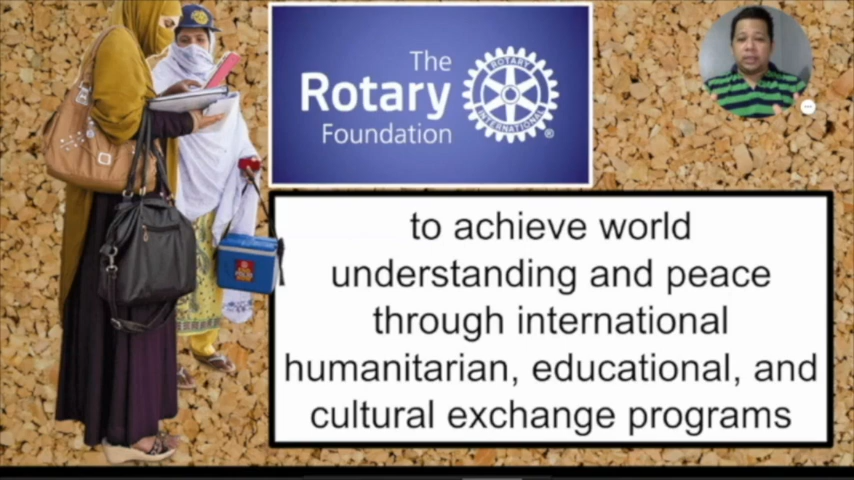 The
Rotary
Foundation
ROTARY
INTERNATIONAL
®
to achieve world
understanding and peace
through international
humanitarian, educational, and
cultural exchange programs